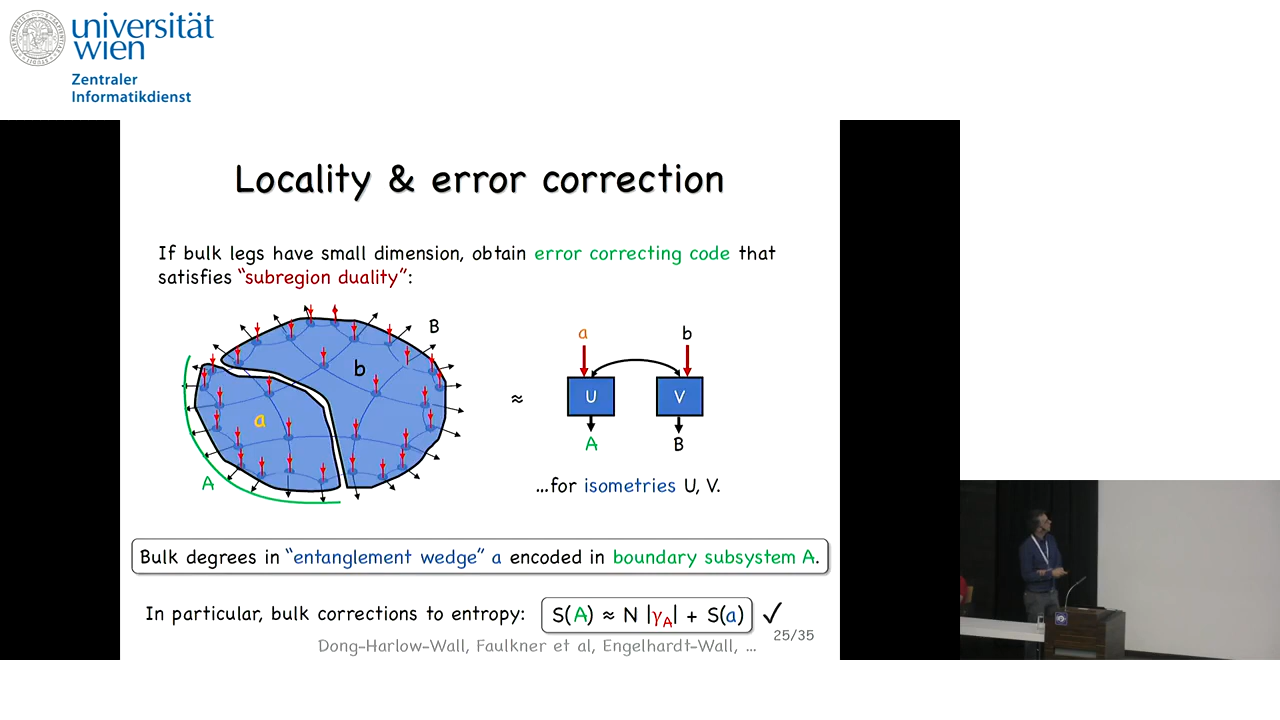 universität
wien
Zentraler
Informatikdienst
Locality & error correction
If bulk legs have small dimension, obtain error correcting code that
satisfies “subregion duality”:
B
b
a
A
≈
a
b
U
V
A
B
...for isometries U, V.
Bulk degrees in “entanglement wedge” a encoded in boundary subsystem A.
In particular, bulk corrections to entropy: S(A) ≈ N |γ_A| + S(a) ✓
25/35
Dong-Harlow-Wall, Faulkner et al, Engelhardt-Wall, ...